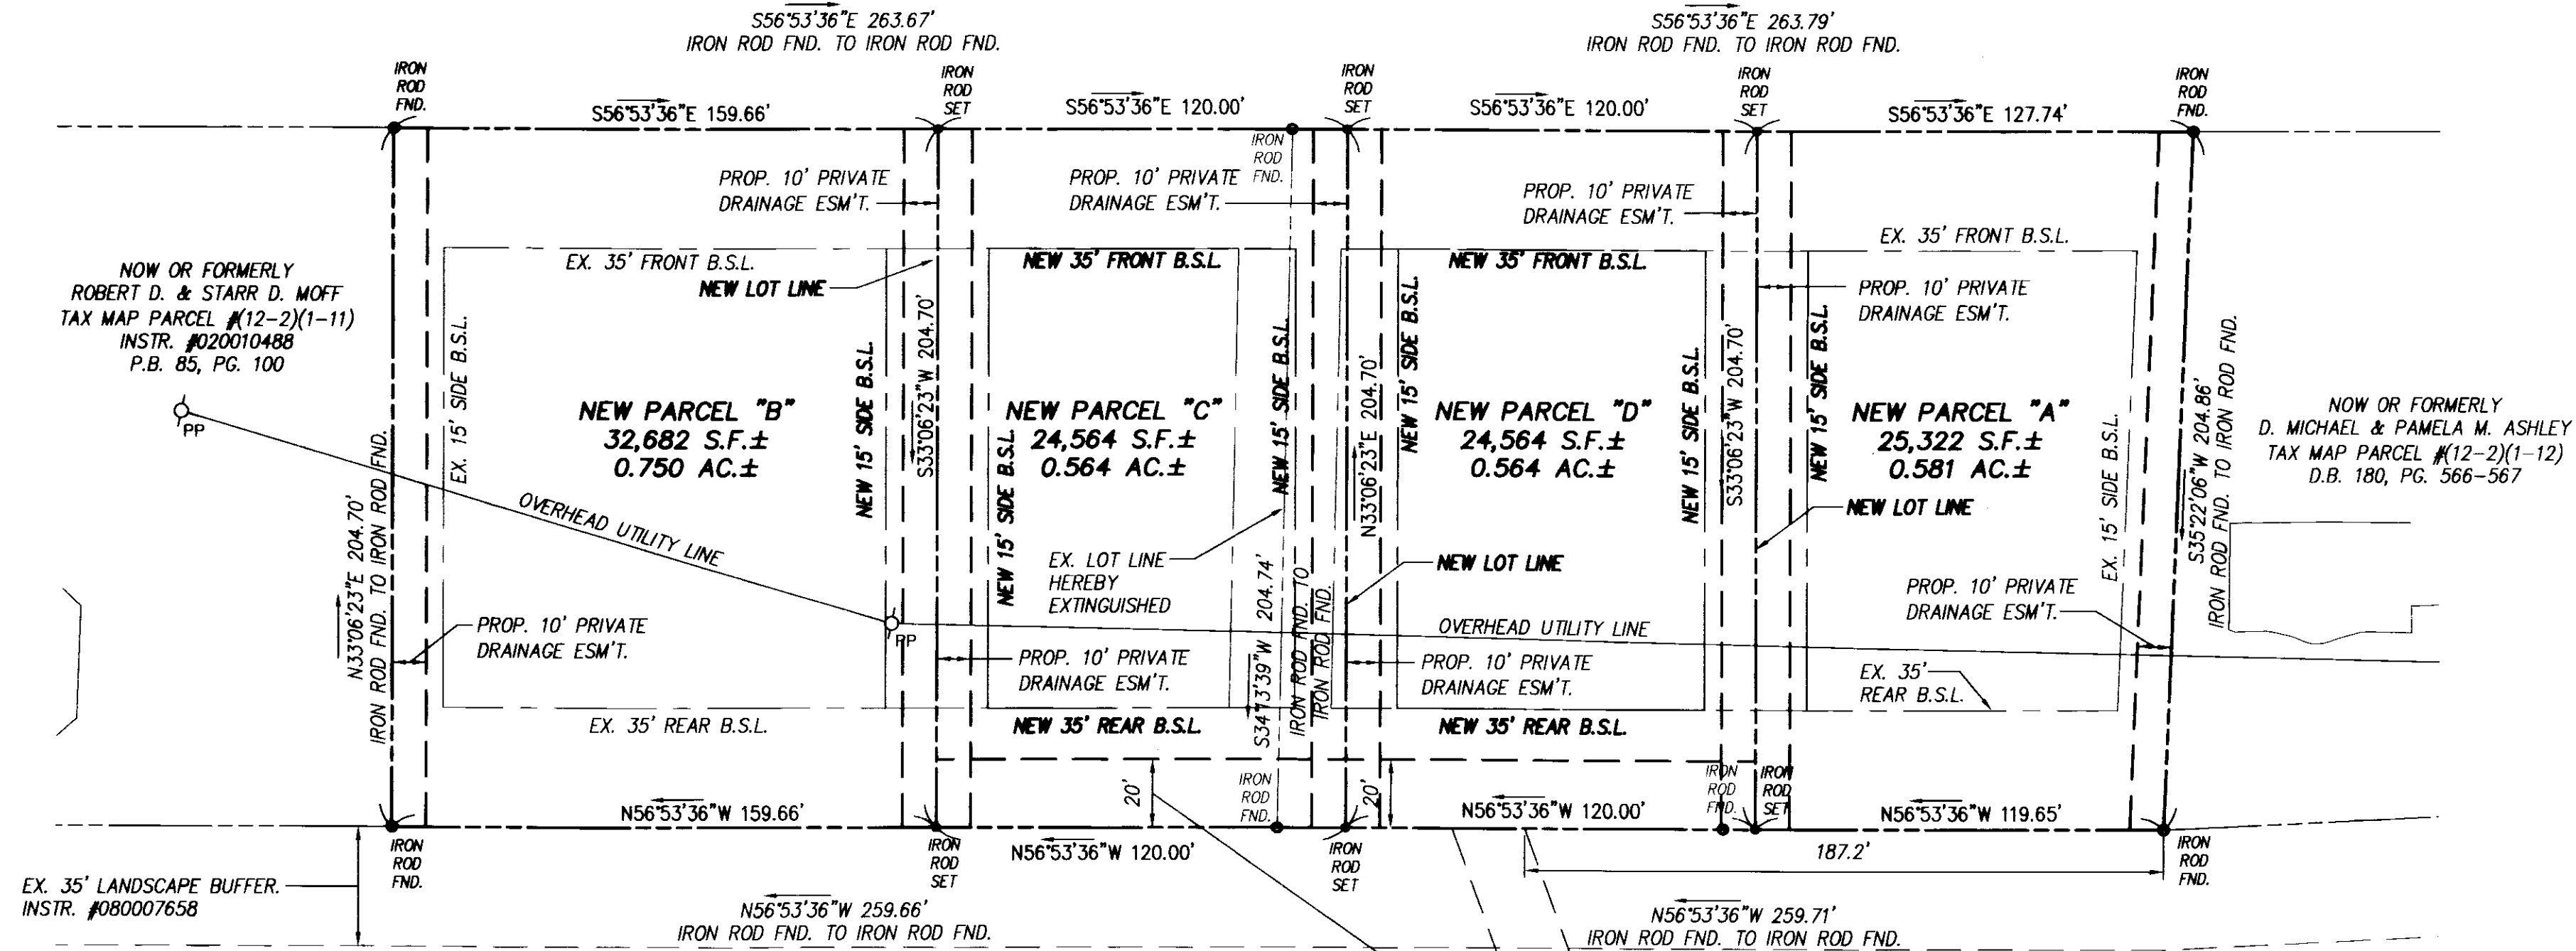 S56°53'36"E 263.67'
IRON ROD FND. TO IRON ROD FND.
S56°53'36"E 263.79'
IRON ROD FND. TO IRON ROD FND.
IRON
ROD
FND.
IRON
ROD
SET
IRON
ROD
SET
IRON
ROD
SET
IRON
ROD
FND.
S56°53'36"E 159.66'
S56°53'36"E 120.00'
S56°53'36"E 120.00'
S56°53'36"E 127.74'
IRON
ROD
FND.
PROP. 10' PRIVATE
DRAINAGE ESM'T.
PROP. 10' PRIVATE
DRAINAGE ESM'T.
PROP. 10' PRIVATE
DRAINAGE ESM'T.
EX. 35' FRONT B.S.L.
NEW 35' FRONT B.S.L.
NEW 35' FRONT B.S.L.
EX. 35' FRONT B.S.L.
NEW LOT LINE
PROP. 10' PRIVATE
DRAINAGE ESM'T.
NOW OR FORMERLY
ROBERT D. & STARR D. MOFF
TAX MAP PARCEL #(12-2)(1-11)
INSTR. #020010488
P.B. 85, PG. 100
PP
N33°06'23"E 204.70'
IRON ROD FND. TO IRON ROD FND.
EX. 15' SIDE B.S.L.
NEW PARCEL "B"
32,682 S.F.±
0.750 AC.±
NEW 15' SIDE B.S.L.
S33°06'23"W 204.70'
NEW 15' SIDE B.S.L.
NEW PARCEL "C"
24,564 S.F.±
0.564 AC.±
NEW 15' SIDE B.S.L.
N33°06'23"E 204.70'
NEW 15' SIDE B.S.L.
NEW PARCEL "D"
24,564 S.F.±
0.564 AC.±
NEW 15' SIDE B.S.L.
S33°06'23"W 204.70'
NEW 15' SIDE B.S.L.
NEW PARCEL "A"
25,322 S.F.±
0.581 AC.±
EX. 15' SIDE B.S.L.
S35°22'06"W 204.86'
IRON ROD FND. TO IRON ROD FND.
NOW OR FORMERLY
D. MICHAEL & PAMELA M. ASHLEY
TAX MAP PARCEL #(12-2)(1-12)
D.B. 180, PG. 566-567
NEW LOT LINE
OVERHEAD UTILITY LINE
EX. LOT LINE
HEREBY
EXTINGUISHED
NEW LOT LINE
S34°13'39"W 204.74'
IRON ROD FND. TO
IRON ROD FND.
PROP. 10' PRIVATE
DRAINAGE ESM'T.
PP
OVERHEAD UTILITY LINE
PROP. 10' PRIVATE
DRAINAGE ESM'T.
PROP. 10' PRIVATE
DRAINAGE ESM'T.
PROP. 10' PRIVATE
DRAINAGE ESM'T.
EX. 35'
REAR B.S.L.
EX. 35' REAR B.S.L.
NEW 35' REAR B.S.L.
NEW 35' REAR B.S.L.
20'
IRON
ROD
FND.
20'
IRON
ROD
FND.
IRON
ROD
SET
N56°53'36"W 159.66'
N56°53'36"W 120.00'
N56°53'36"W 120.00'
N56°53'36"W 119.65'
187.2'
IRON
ROD
FND.
IRON
ROD
SET
IRON
ROD
SET
IRON
ROD
FND.
EX. 35' LANDSCAPE BUFFER.
INSTR. #080007658
N56°53'36"W 259.66'
IRON ROD FND. TO IRON ROD FND.
N56°53'36"W 259.71'
IRON ROD FND. TO IRON ROD FND.